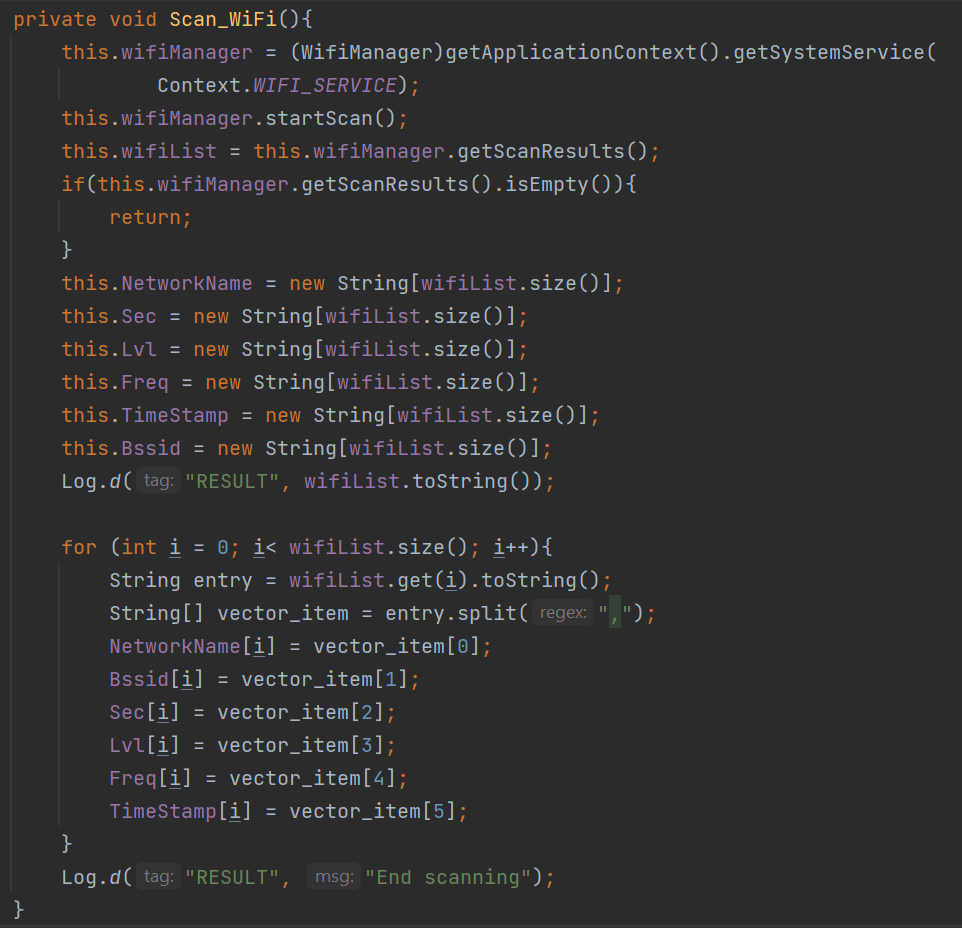 private void Scan_WiFi(){
this.wifiManager = (WifiManager)getApplicationContext().getSystemService(
Context.WIFI_SERVICE);
this.wifiManager.startScan();
this.wifiList = this.wifiManager.getScanResults();
if(this.wifiManager.getScanResults().isEmpty()){
return;
}
this.NetworkName = new String[wifiList.size()];
this.Sec = new String[wifiList.size()];
this.Lvl = new String[wifiList.size()];
this.Freq = new String[wifiList.size()];
this.TimeStamp = new String[wifiList.size()];
this.Bssid = new String[wifiList.size()];
Log.d( tag: "RESULT", wifiList.toString());
for (int i = 0; i< wifiList.size(); i++){
String entry = wifiList.get(i).toString();
String[] vector_item = entry.split( regex: ",");
NetworkName[i] = vector_item[0];
Bssid[i] = vector_item[1];
Sec[i] = vector_item[2];
Lvl[i] = vector_item[3];
Freq[i] = vector_item[4];
TimeStamp[i] = vector_item[5];
}
Log.d( tag: "RESULT", msg: "End scanning");
}